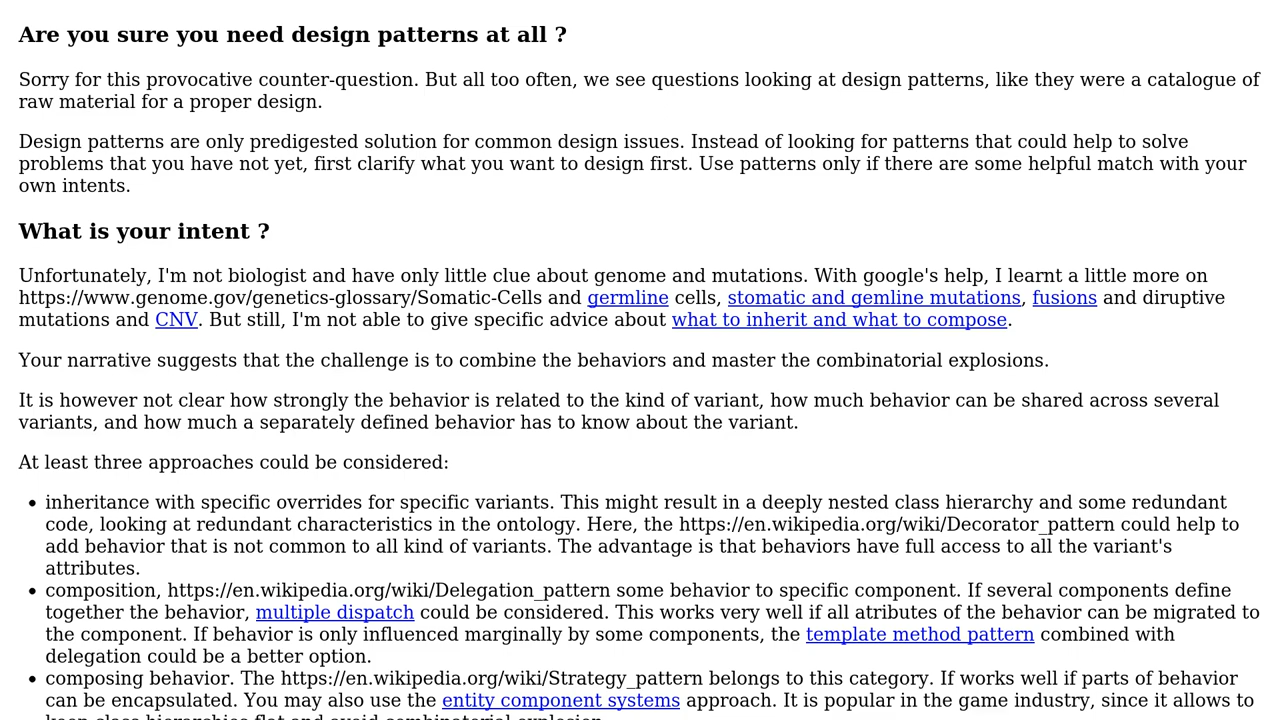 Are you sure you need design patterns at all ?
Sorry for this provocative counter-question. But all too often, we see questions looking at design patterns, like they were a catalogue of
raw material for a proper design.
Design patterns are only predigested solution for common design issues. Instead of looking for patterns that could help to solve
problems that you have not yet, first clarify what you want to design first. Use patterns only if there are some helpful match with your
own intents.
What is your intent ?
Unfortunately, I'm not biologist and have only little clue about genome and mutations. With google's help, I learnt a little more on
https://www.genome.gov/genetics-glossary/Somatic-Cells and germline cells, stomatic and gemline mutations, fusions and diruptive
mutations and CNV. But still, I'm not able to give specific advice about what to inherit and what to compose.
Your narrative suggests that the challenge is to combine the behaviors and master the combinatorial explosions.
It is however not clear how strongly the behavior is related to the kind of variant, how much behavior can be shared across several
variants, and how much a separately defined behavior has to know about the variant.
At least three approaches could be considered:
• inheritance with specific overrides for specific variants. This might result in a deeply nested class hierarchy and some redundant
code, looking at redundant characteristics in the ontology. Here, the https://en.wikipedia.org/wiki/Decorator_pattern could help to
add behavior that is not common to all kind of variants. The advantage is that behaviors have full access to all the variant's
attributes.
• composition, https://en.wikipedia.org/wiki/Delegation_pattern some behavior to specific component. If several components define
together the behavior, multiple dispatch could be considered. This works very well if all atributes of the behavior can be migrated to
the component. If behavior is only influenced marginally by some components, the template method pattern combined with
delegation could be a better option.
• composing behavior. The https://en.wikipedia.org/wiki/Strategy_pattern belongs to this category. If works well if parts of behavior
can be encapsulated. You may also use the entity component systems approach. It is popular in the game industry, since it allows to
keep class hierarchies flat and avoid combinatorial explosion.